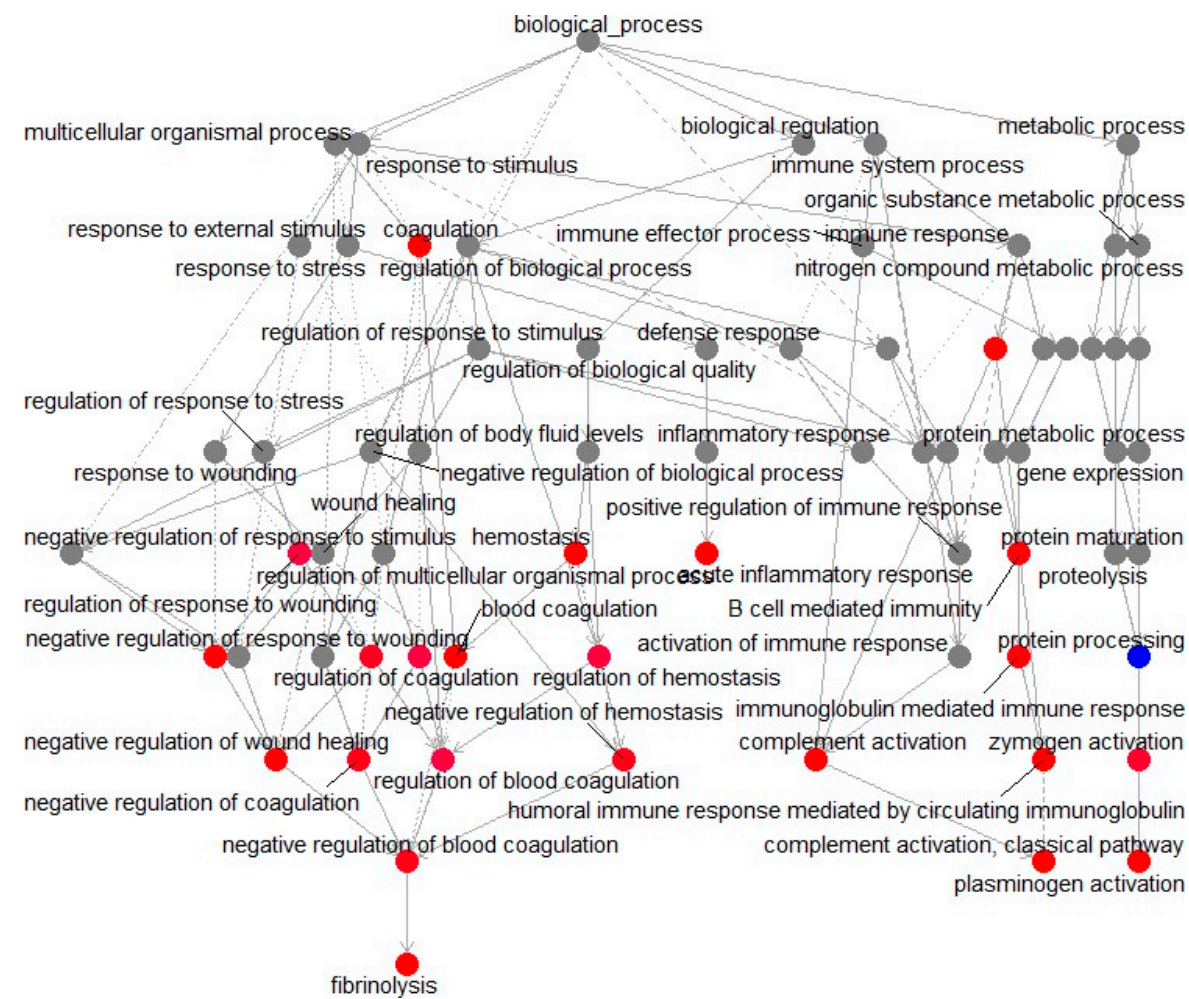 biological_process
multicellular organismal process
biological regulation
metabolic process
response to stimulus
immune system process
organic substance metabolic process
response to external stimulus
coagulation
immune effector process
immune response
response to stress
regulation of biological process
nitrogen compound metabolic process
regulation of response to stimulus
defense response
regulation of biological quality
regulation of response to stress
regulation of body fluid levels
inflammatory response
protein metabolic process
response to wounding
negative regulation of biological process
gene expression
wound healing
positive regulation of immune response
negative regulation of response to stimulus
hemostasis
protein maturation
regulation of multicellular organismal process
acute inflammatory response
proteolysis
regulation of response to wounding
blood coagulation
B cell mediated immunity
negative regulation of response to wounding
activation of immune response
protein processing
regulation of coagulation
regulation of hemostasis
negative regulation of hemostasis
immunoglobulin mediated immune response
negative regulation of wound healing
complement activation
zymogen activation
regulation of blood coagulation
negative regulation of coagulation
humoral immune response mediated by circulating immunoglobulin
negative regulation of blood coagulation
complement activation, classical pathway
plasminogen activation
fibrinolysis